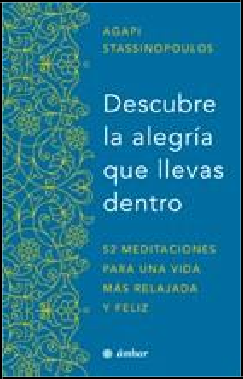 AGAPI
STASSINOPOULOS
Descubre
la alegría
que llevas
dentro
52 MEDITACIONES
PARA UNA VIDA
MÁS RELAJADA
Y FELIZ
ámbar